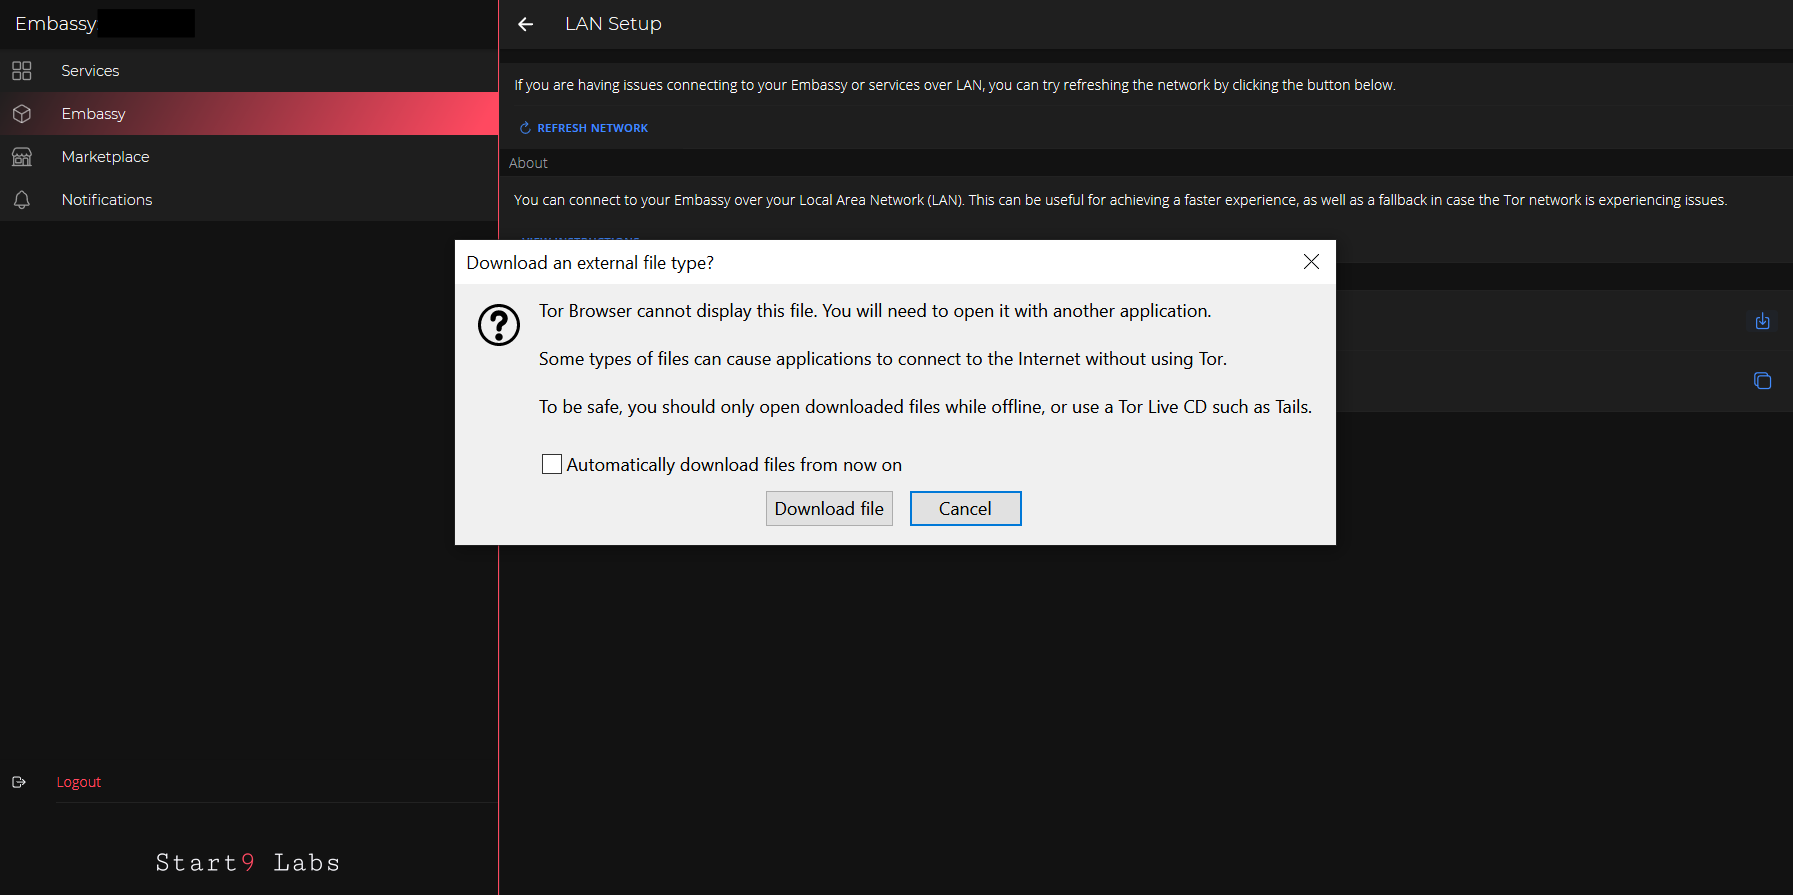 Embassy
Services
Embassy
Marketplace
Notifications
Logout
Start9 Labs
LAN Setup
If you are having issues connecting to your Embassy or services over LAN, you can try refreshing the network by clicking the button below.
REFRESH NETWORK
About
You can connect to your Embassy over your Local Area Network (LAN). This can be useful for achieving a faster experience, as well as a fallback in case the Tor network is experiencing issues.
VIEW INSTRUCTIONS
Download an external file type?
Tor Browser cannot display this file. You will need to open it with another application.
Some types of files can cause applications to connect to the Internet without using Tor.
To be safe, you should only open downloaded files while offline, or use a Tor Live CD such as Tails.
Automatically download files from now on
Download file
Cancel